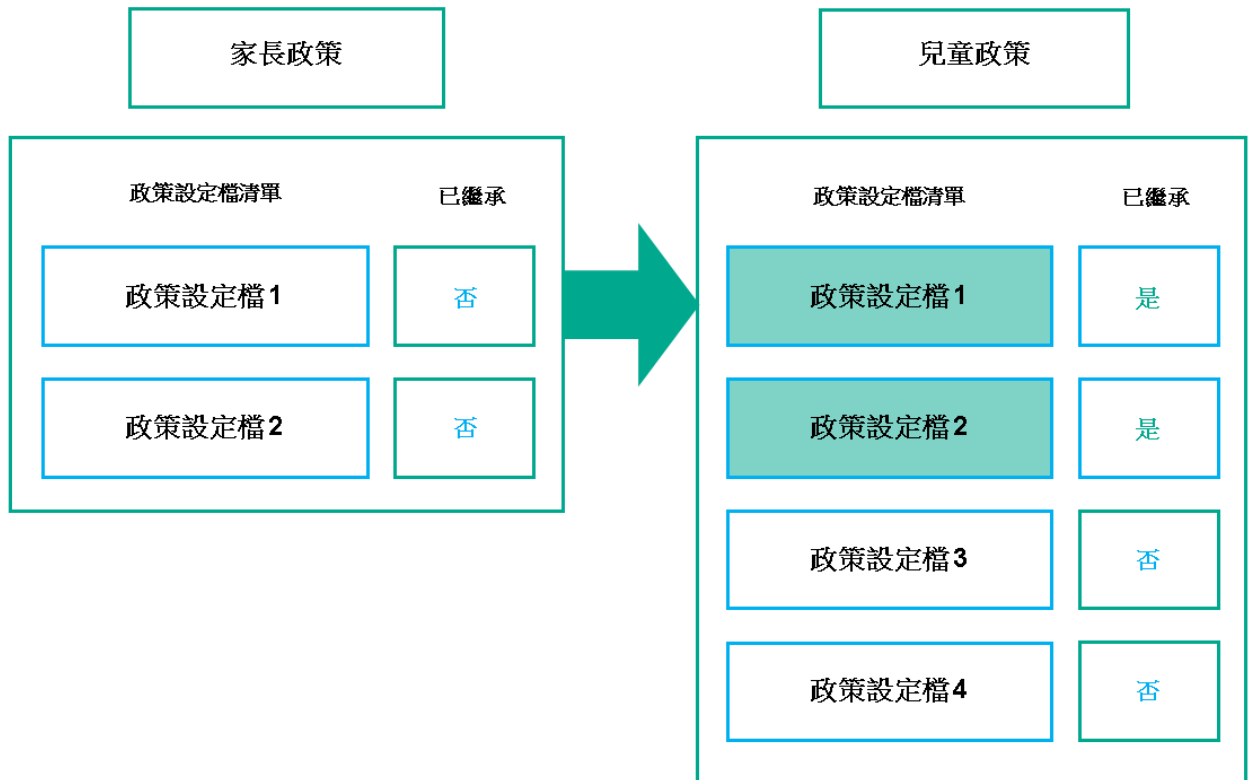 家長政策
兒童政策
政策設定檔清單 已繼承
政策設定檔1 否
政策設定檔2 否
政策設定檔清單 已繼承
政策設定檔1 是
政策設定檔2 是
政策設定檔3 否
政策設定檔4 否